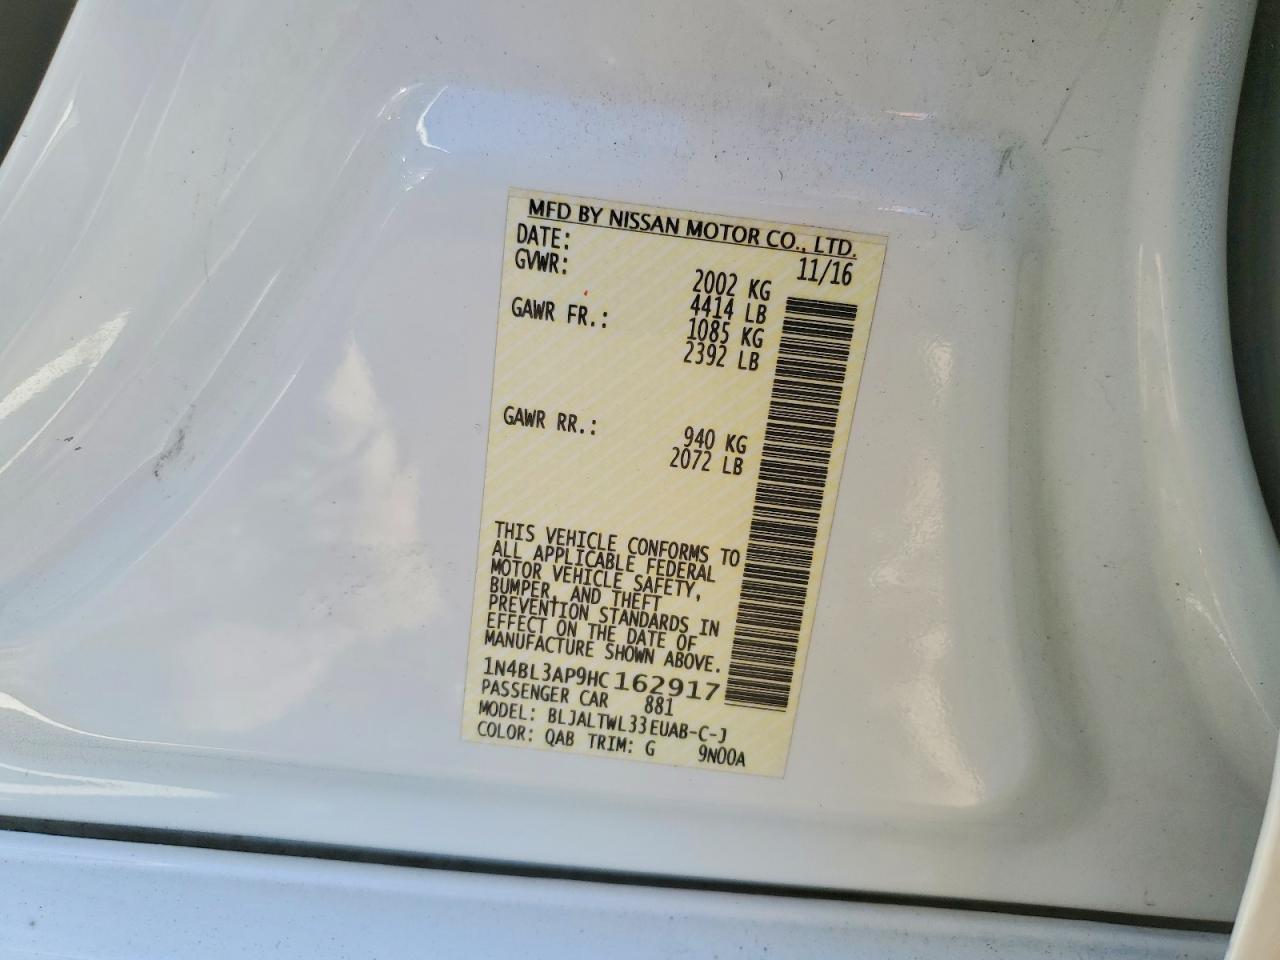 MFD BY NISSAN MOTOR CO., LTD.
DATE: 11/16
GVWR: 2002 KG
4414 LB
GAWR FR.: 1085 KG
2392 LB
GAWR RR.: 940 KG
2072 LB
THIS VEHICLE CONFORMS TO
ALL APPLICABLE FEDERAL
MOTOR VEHICLE SAFETY,
BUMPER, AND THEFT
PREVENTION STANDARDS IN
EFFECT ON THE DATE OF
MANUFACTURE SHOWN ABOVE.
1N4BL3AP9HC162917
PASSENGER CAR 881
MODEL: BLJALTWL33EUAB-C-J
COLOR: QAB TRIM: G 9N00A